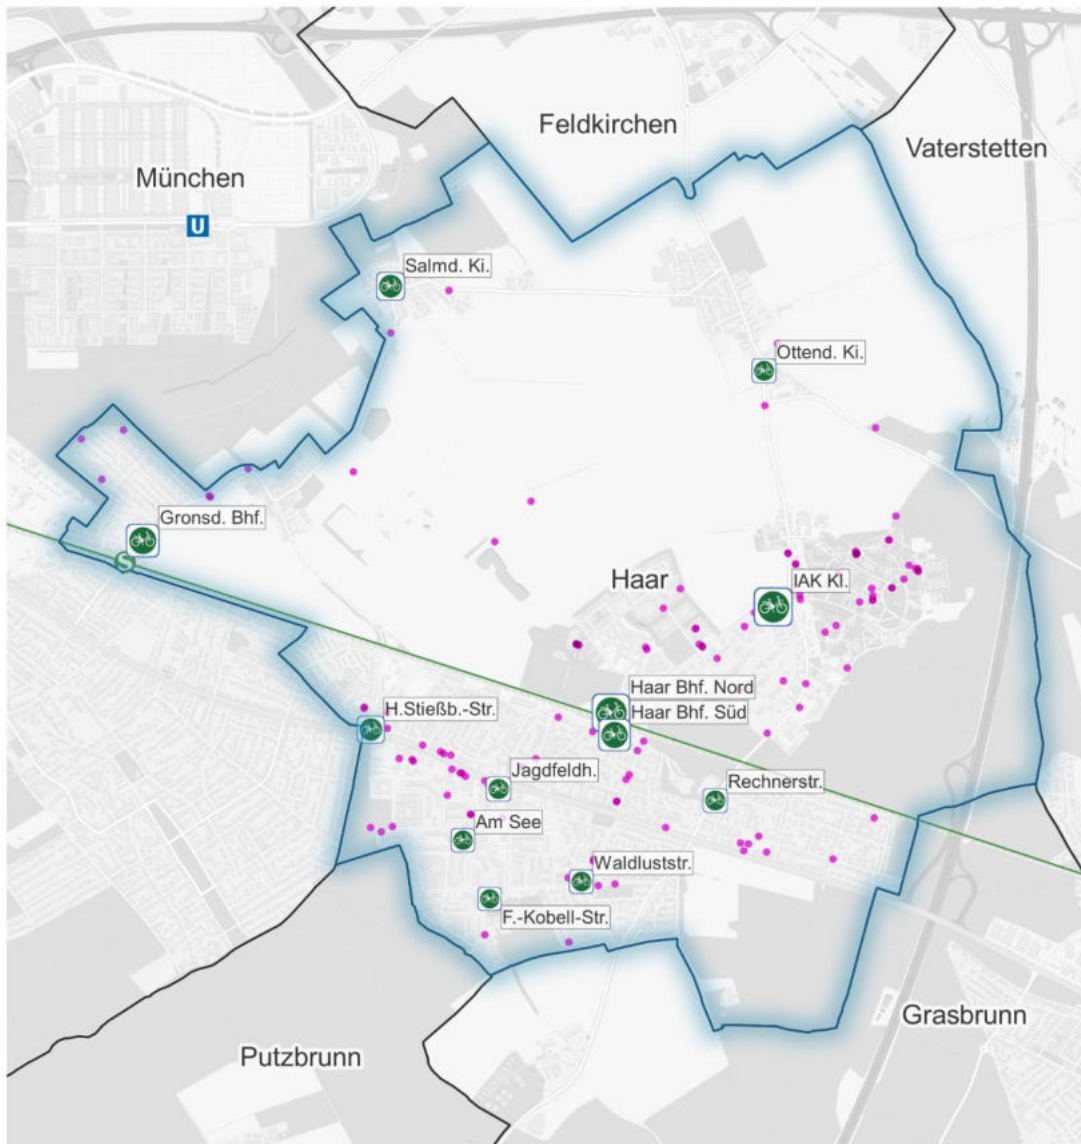 Feldkirchen
Vaterstetten
München
U
Salmd. Ki.
Ottend. Ki.
Gronsd. Bhf.
S
Haar
IAK Kl.
Haar Bhf. Nord
H.Stießb.-Str.
Haar Bhf. Süd
Jagdfeldh.
Rechnerstr.
Am See
Waldluststr.
F.-Kobell-Str.
Grasbrunn
Putzbrunn